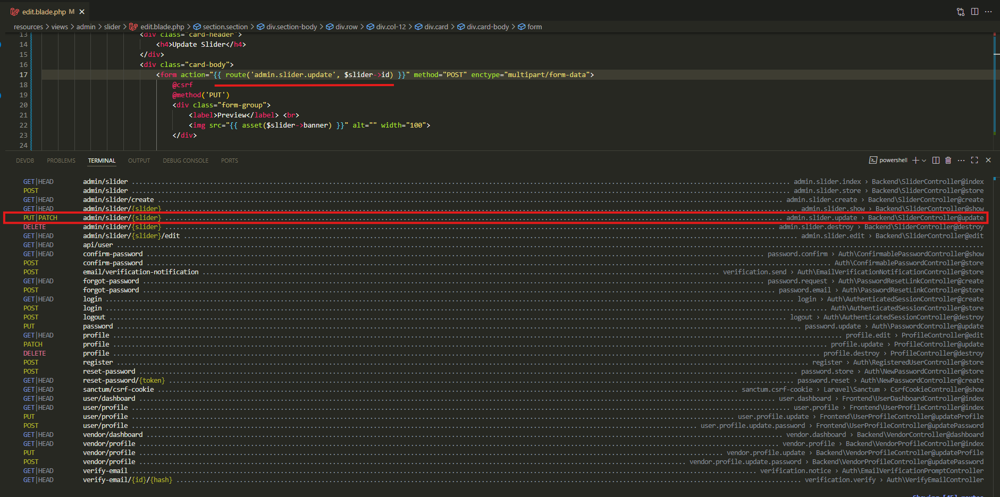 edit.blade.php M
resources > views > admin > slider > edit.blade.php > section.section > div.section-body > div.row > div.col-12 > div.card > div.card-body > form
13 <div class="card-header">
14 <h4>Update Slider</h4>
15 </div>
16 <div class="card-body">
17 <form action="{{ route('admin.slider.update', $slider->id) }}" method="POST" enctype="multipart/form-data">
18 @csrf
19 @method('PUT')
20 <div class="form-group">
21 <label>Preview</label> <br>
22 <img src="{{ asset($slider->banner) }}" alt="" width="100">
23 </div>
24
DEVDB PROBLEMS TERMINAL OUTPUT DEBUG CONSOLE PORTS powershell
GET|HEAD admin/slider admin.slider.index › Backend\SliderController@index
POST admin/slider admin.slider.store › Backend\SliderController@store
GET|HEAD admin/slider/create admin.slider.create › Backend\SliderController@create
GET|HEAD admin/slider/{slider} admin.slider.show › Backend\SliderController@show
PUT|PATCH admin/slider/{slider} admin.slider.update › Backend\SliderController@update
DELETE admin/slider/{slider} admin.slider.destroy › Backend\SliderController@destroy
GET|HEAD admin/slider/{slider}/edit admin.slider.edit › Backend\SliderController@edit
GET|HEAD api/user
GET|HEAD confirm-password password.confirm › Auth\ConfirmablePasswordController@show
POST confirm-password Auth\ConfirmablePasswordController@store
POST email/verification-notification verification.send › Auth\EmailVerificationNotificationController@store
GET|HEAD forgot-password password.request › Auth\PasswordResetLinkController@create
POST forgot-password password.email › Auth\PasswordResetLinkController@store
GET|HEAD login login › Auth\AuthenticatedSessionController@create
POST login Auth\AuthenticatedSessionController@store
POST logout logout › Auth\AuthenticatedSessionController@destroy
PUT password password.update › Auth\PasswordController@update
GET|HEAD profile profile.edit › ProfileController@edit
PATCH profile profile.update › ProfileController@update
DELETE profile profile.destroy › ProfileController@destroy
POST register register › Auth\RegisteredUserController@store
POST reset-password password.store › Auth\NewPasswordController@store
GET|HEAD reset-password/{token} password.reset › Auth\NewPasswordController@create
GET|HEAD sanctum/csrf-cookie sanctum.csrf-cookie › Laravel\Sanctum › CsrfCookieController@show
GET|HEAD user/dashboard user.dashboard › Frontend\UserDashboardController@index
GET|HEAD user/profile user.profile › Frontend\UserProfileController@index
PUT user/profile user.profile.update › Frontend\UserProfileController@updateProfile
POST user/profile user.profile.update.password › Frontend\UserProfileController@updatePassword
GET|HEAD vendor/dashboard vendor.dashboard › Backend\VendorController@dashboard
GET|HEAD vendor/profile vendor.profile › Backend\VendorProfileController@index
PUT vendor/profile vendor.profile.update › Backend\VendorProfileController@updateProfile
POST vendor/profile vendor.profile.update.password › Backend\VendorProfileController@updatePassword
GET|HEAD verify-email verification.notice › Auth\EmailVerificationPromptController
GET|HEAD verify-email/{id}/{hash} verification.verify › Auth\VerifyEmailController